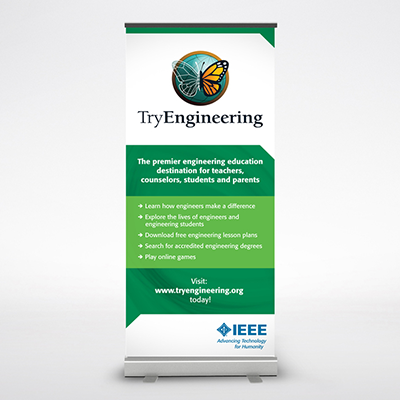 TryEngineering
The premier engineering education
destination for teachers,
counselors, students and parents
→ Learn how engineers make a difference
→ Explore the lives of engineers and
engineering students
→ Download free engineering lesson plans
→ Search for accredited engineering degrees
→ Play online games
Visit:
www.tryengineering.org
today!
IEEE
Advancing Technology
for Humanity